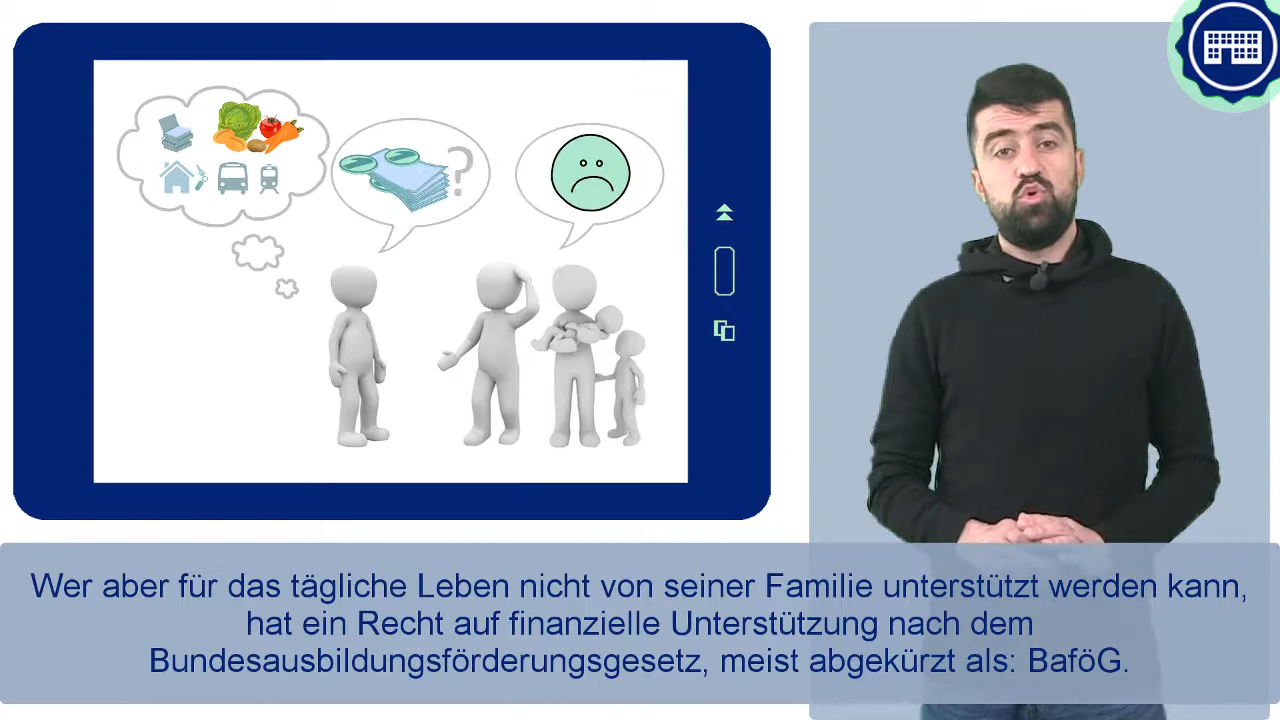 ?
Wer aber für das tägliche Leben nicht von seiner Familie unterstützt werden kann,
hat ein Recht auf finanzielle Unterstützung nach dem
Bundesausbildungsförderungsgesetz, meist abgekürzt als: BaföG.